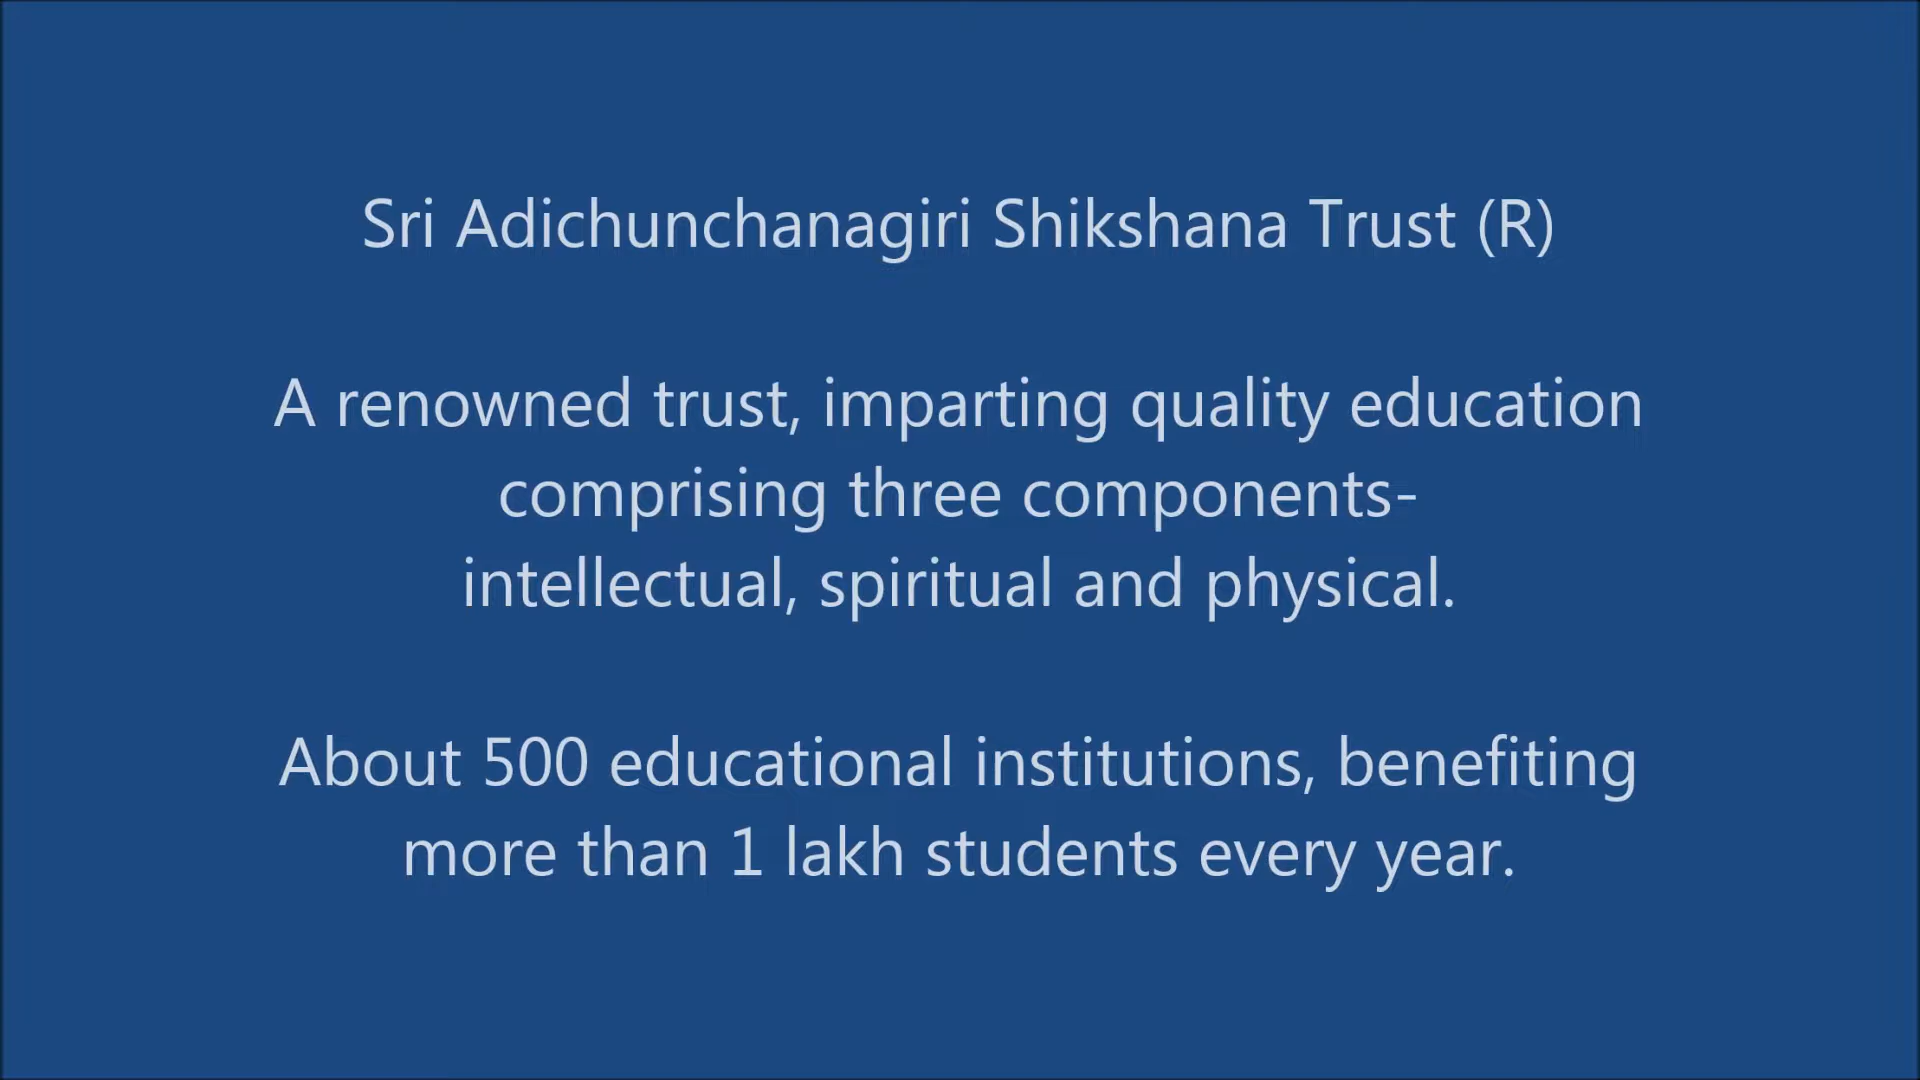 Sri Adichunchanagiri Shikshana Trust (R)
A renowned trust, imparting quality education
comprising three components-
intellectual, spiritual and physical.
About 500 educational institutions, benefiting
more than 1 lakh students every year.